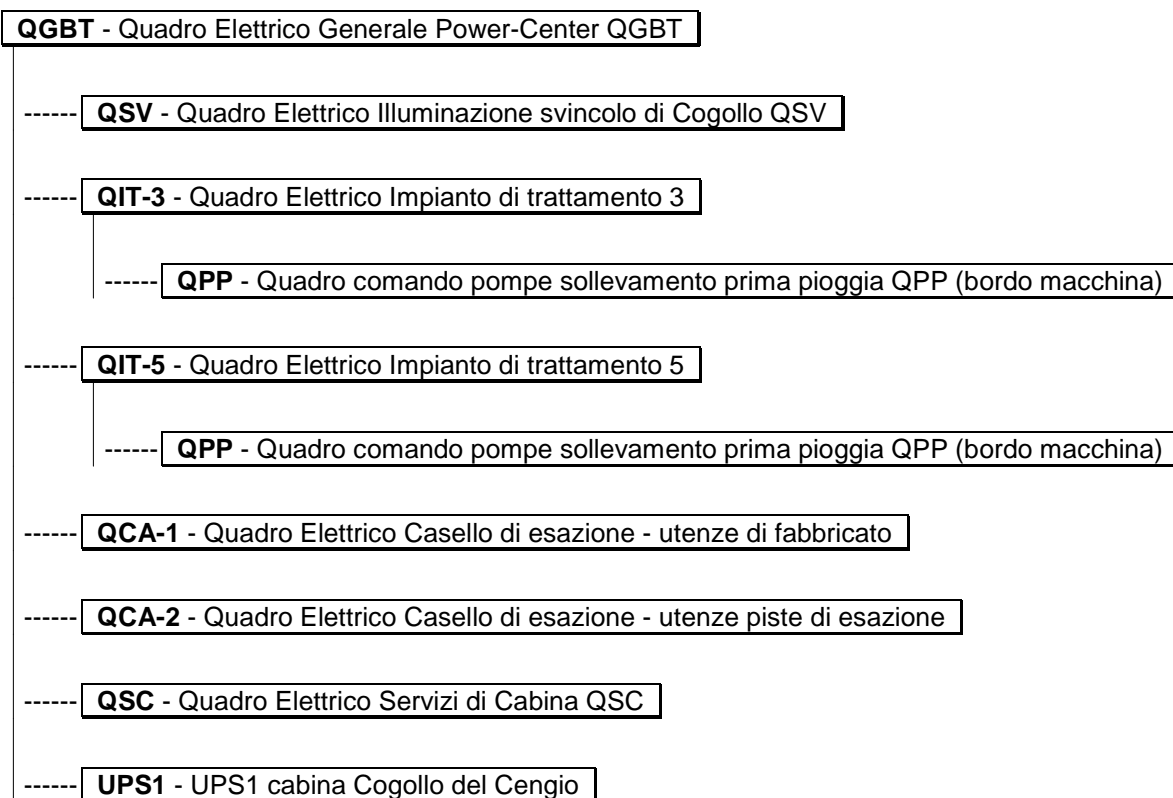 QGBT - Quadro Elettrico Generale Power-Center QGBT
------ QSV - Quadro Elettrico Illuminazione svincolo di Cogollo QSV
------ QIT-3 - Quadro Elettrico Impianto di trattamento 3
------ QPP - Quadro comando pompe sollevamento prima pioggia QPP (bordo macchina)
------ QIT-5 - Quadro Elettrico Impianto di trattamento 5
------ QPP - Quadro comando pompe sollevamento prima pioggia QPP (bordo macchina)
------ QCA-1 - Quadro Elettrico Casello di esazione - utenze di fabbricato
------ QCA-2 - Quadro Elettrico Casello di esazione - utenze piste di esazione
------ QSC - Quadro Elettrico Servizi di Cabina QSC
------ UPS1 - UPS1 cabina Cogollo del Cengio